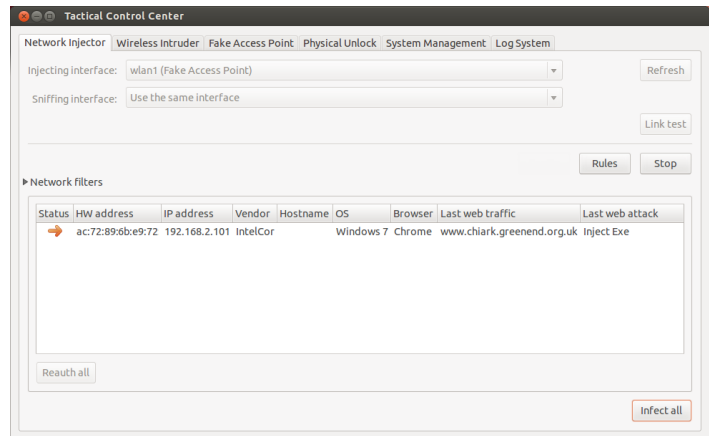 Tactical Control Center
Network Injector Wireless Intruder Fake Access Point Physical Unlock System Management Log System
Injecting interface: wlan1 (Fake Access Point) Refresh
Sniffing interface: Use the same interface
Link test
Rules Stop
Network filters
Status HW address IP address Vendor Hostname OS Browser Last web traffic Last web attack
ac:72:89:6b:e9:72 192.168.2.101 IntelCor Windows 7 Chrome www.chiark.greenend.org.uk Inject Exe
Reauth all
Infect all